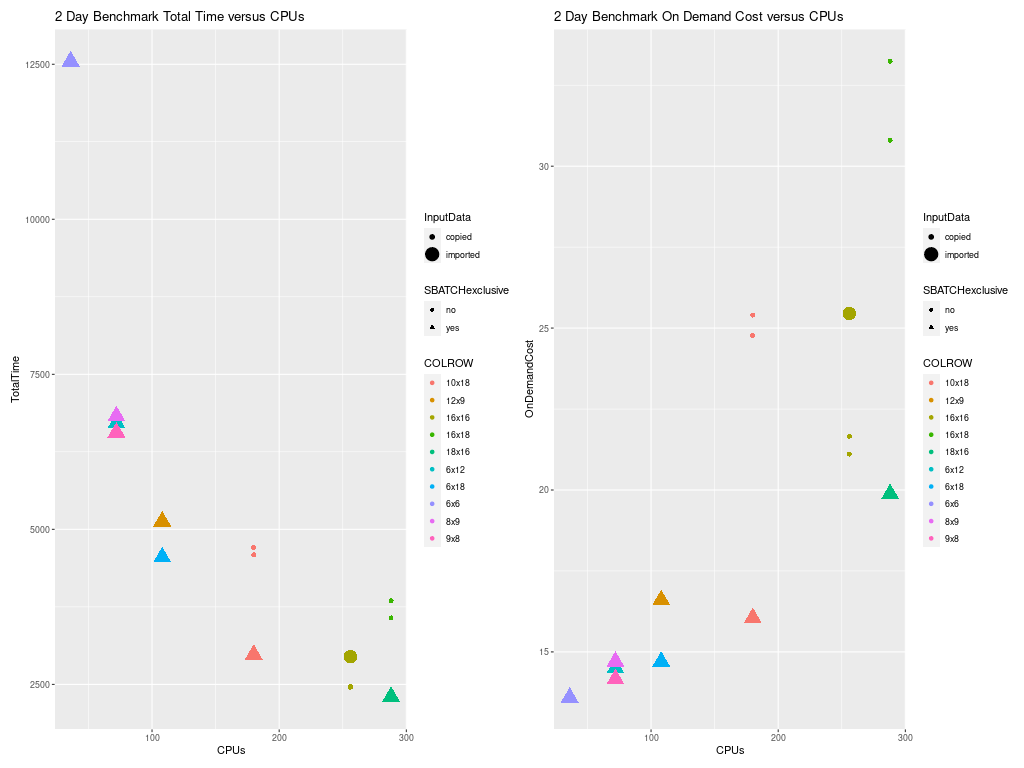 2 Day Benchmark Total Time versus CPUs
12500
10000
7500
5000
2500
TotalTime
100
200
300
CPUs
InputData
copied
imported
SBATCHexclusive
no
yes
COLROW
10x18
12x9
16x16
16x18
18x16
6x12
6x18
6x6
8x9
9x8
2 Day Benchmark On Demand Cost versus CPUs
30
25
20
15
OnDemandCost
100
200
300
CPUs
InputData
copied
imported
SBATCHexclusive
no
yes
COLROW
10x18
12x9
16x16
16x18
18x16
6x12
6x18
6x6
8x9
9x8